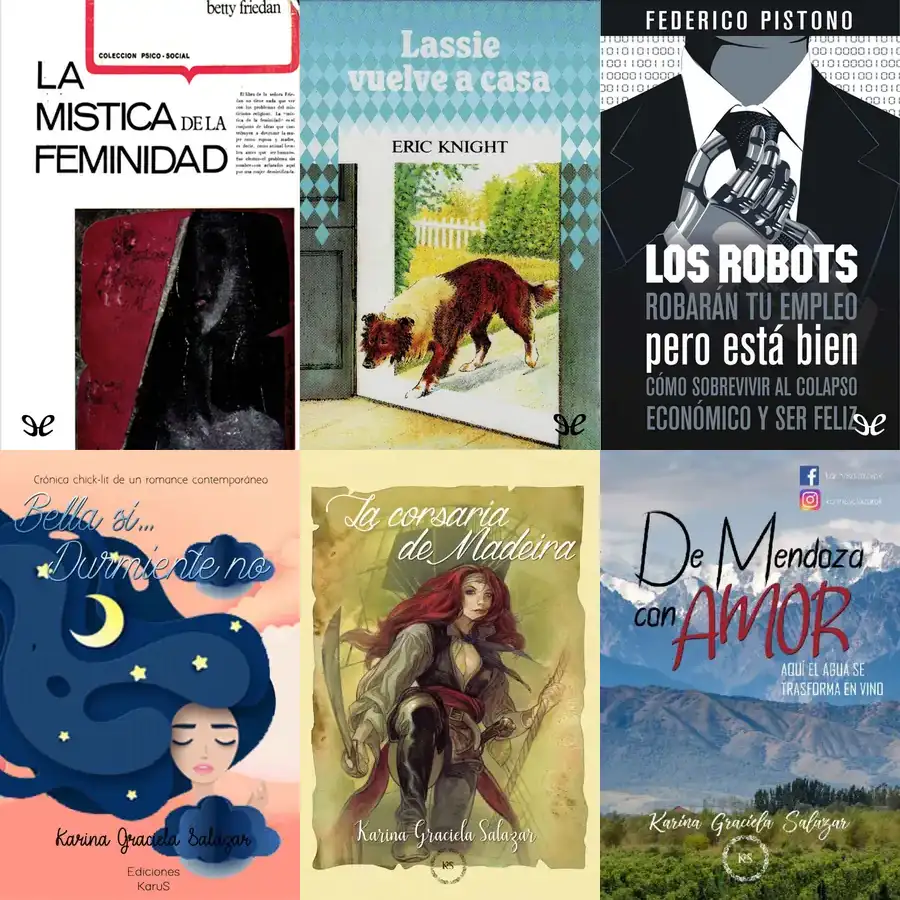 betty friedan
COLECCION PSICO-SOCIAL
LA
MISTICA DE LA
FEMINIDAD
Lassie
vuelve a casa
ERIC KNIGHT
FEDERICO PISTONO
LOS ROBOTS
ROBARÁN TU EMPLEO
pero está bien
CÓMO SOBREVIVIR AL COLAPSO
ECONÓMICO Y SER FELIZ
Crónica chick-lit de un romance contemporáneo
Bella sí...
Durmiente no
Karina Graciela Salazar
Ediciones
KaruS
La corsaria
de Madeira
Karina Graciela Salazar
KS
De Mendoza
con AMOR
AQUÍ EL AGUA SE
TRASFORMA EN VINO
Karina Graciela Salazar
KS